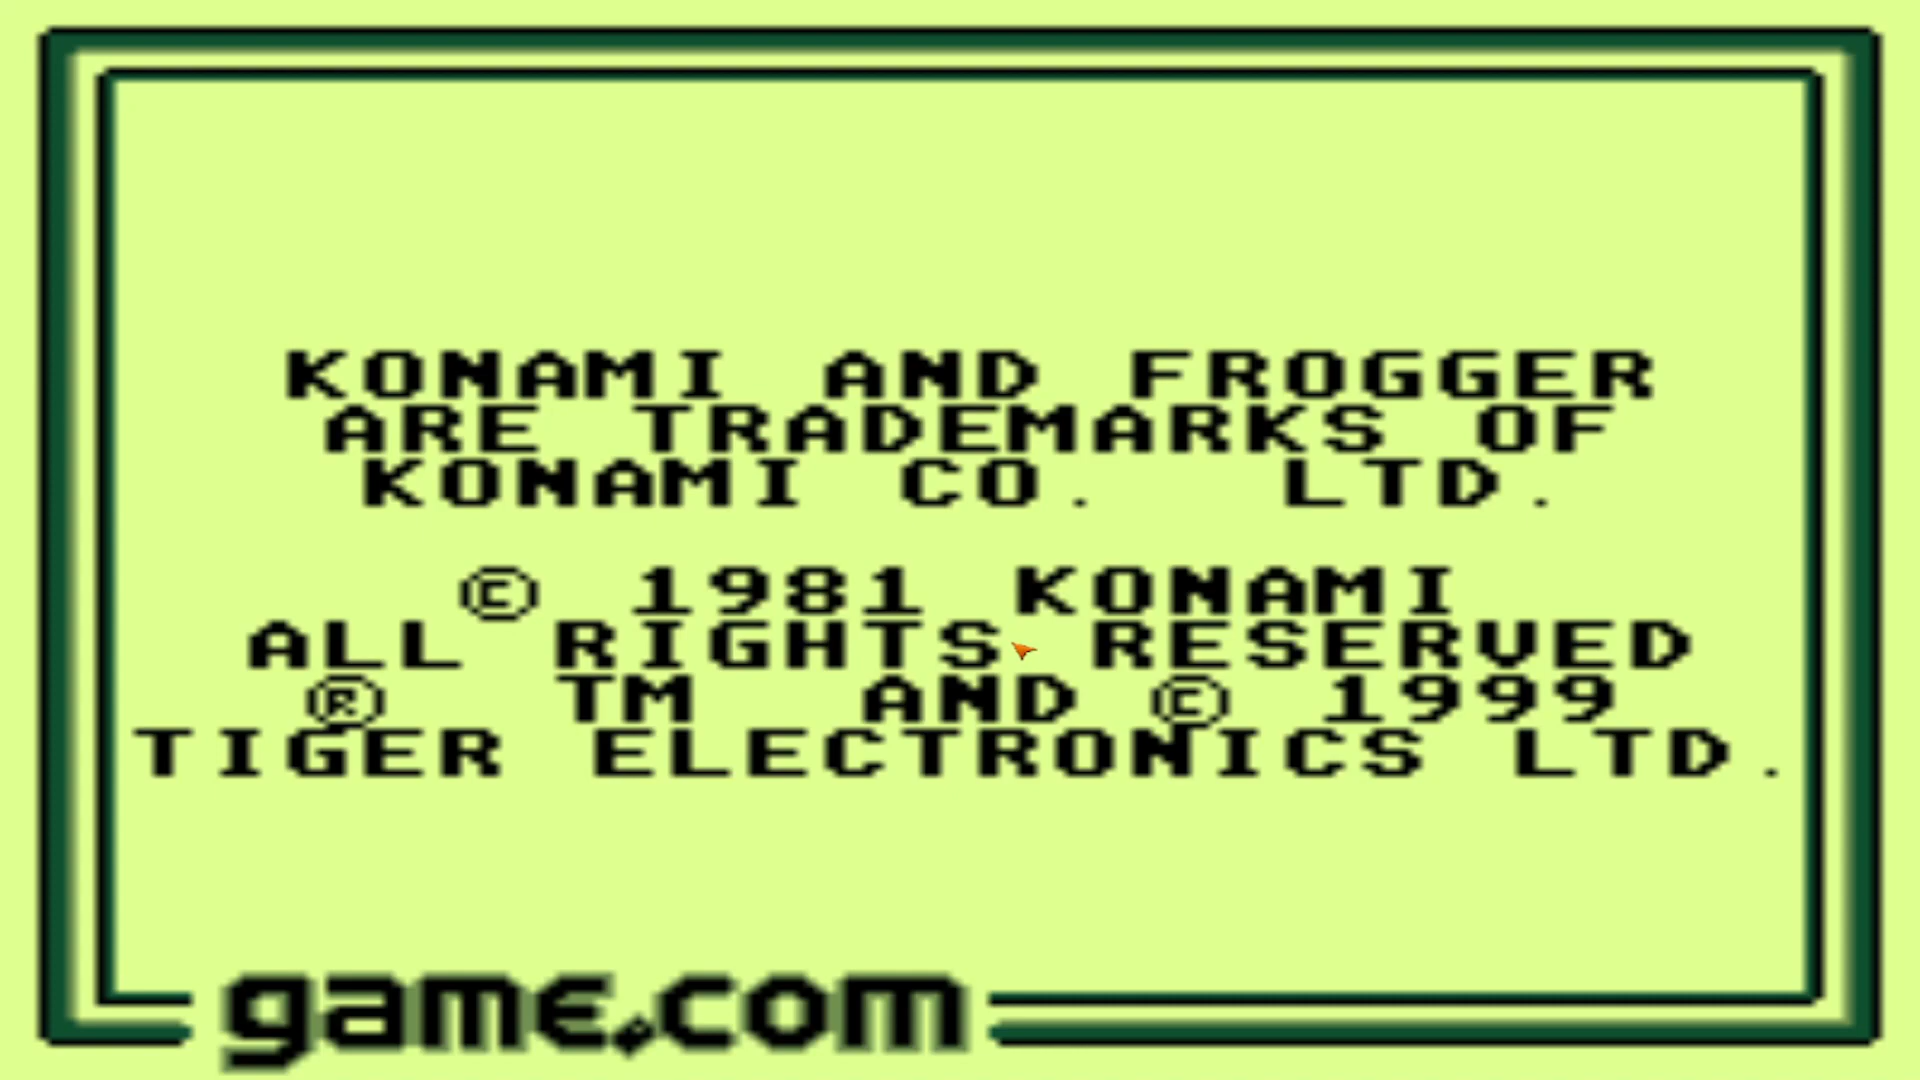 KONAMI AND FROGGER
ARE TRADEMARKS OF
KONAMI CO. LTD.
© 1981 KONAMI
ALL RIGHTS RESERVED
® TM AND © 1999
TIGER ELECTRONICS LTD.
game.com